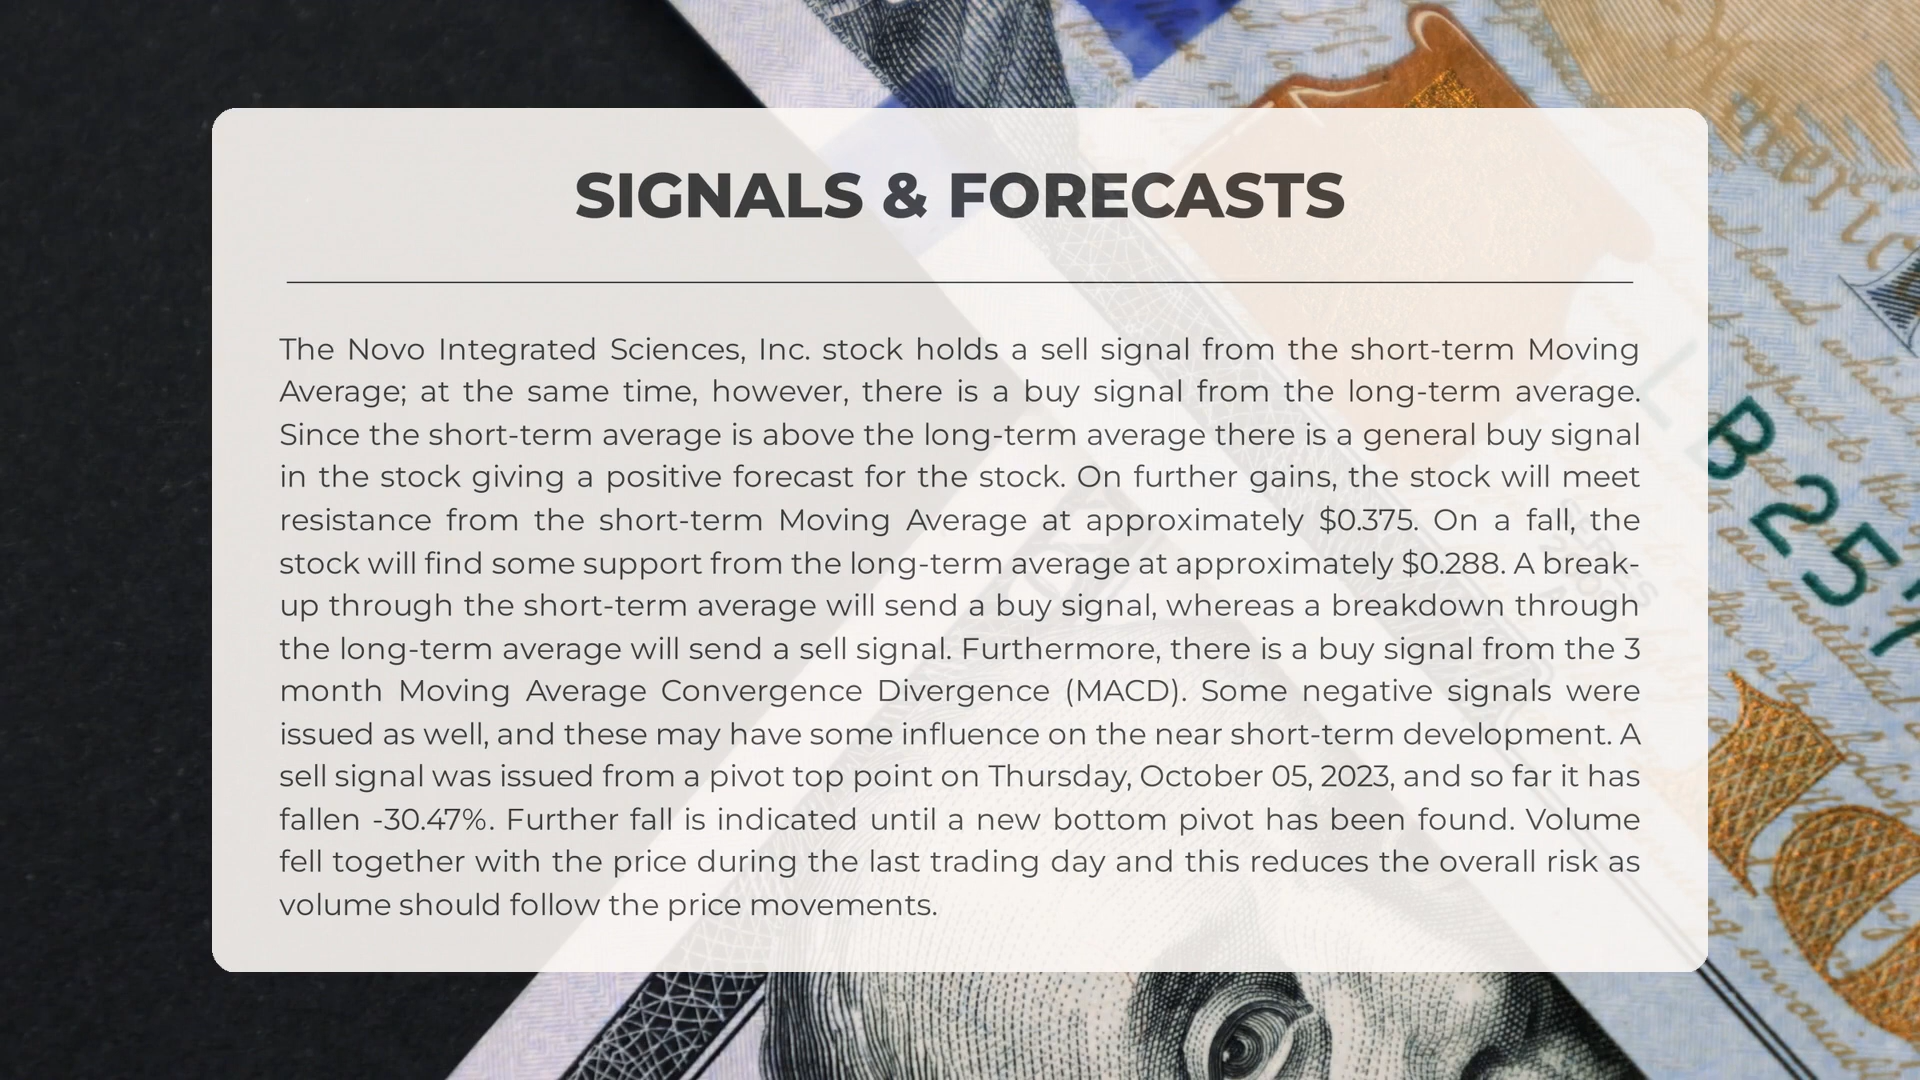 SIGNALS & FORECASTS
The Novo Integrated Sciences, Inc. stock holds a sell signal from the short-term Moving
Average; at the same time, however, there is a buy signal from the long-term average.
Since the short-term average is above the long-term average there is a general buy signal
in the stock giving a positive forecast for the stock. On further gains, the stock will meet
resistance from the short-term Moving Average at approximately $0.375. On a fall, the
stock will find some support from the long-term average at approximately $0.288. A break-
up through the short-term average will send a buy signal, whereas a breakdown through
the long-term average will send a sell signal. Furthermore, there is a buy signal from the 3
month Moving Average Convergence Divergence (MACD). Some negative signals were
issued as well, and these may have some influence on the near short-term development. A
sell signal was issued from a pivot top point on Thursday, October 05, 2023, and so far it has
fallen -30.47%. Further fall is indicated until a new bottom pivot has been found. Volume
fell together with the price during the last trading day and this reduces the overall risk as
volume should follow the price movements.